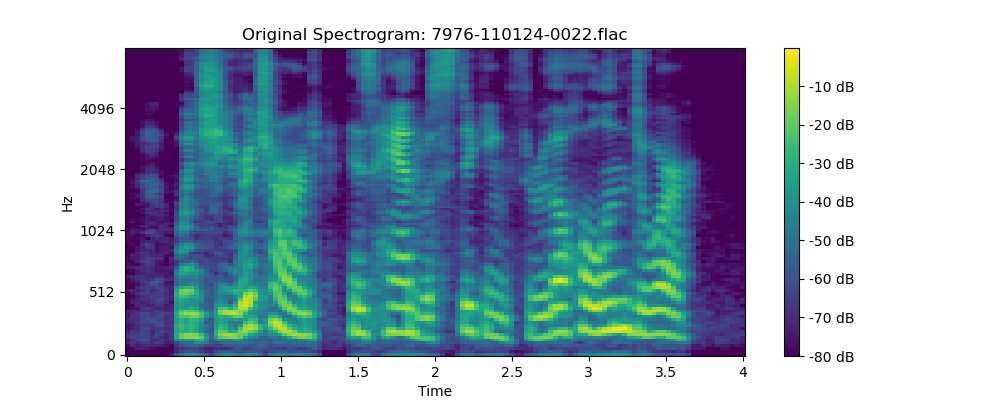 Original Spectrogram: 7976-110124-0022.flac
Hz
4096
2048
1024
512
0
0 0.5 1 1.5 2 2.5 3 3.5 4
Time
-10 dB
-20 dB
-30 dB
-40 dB
-50 dB
-60 dB
-70 dB
-80 dB